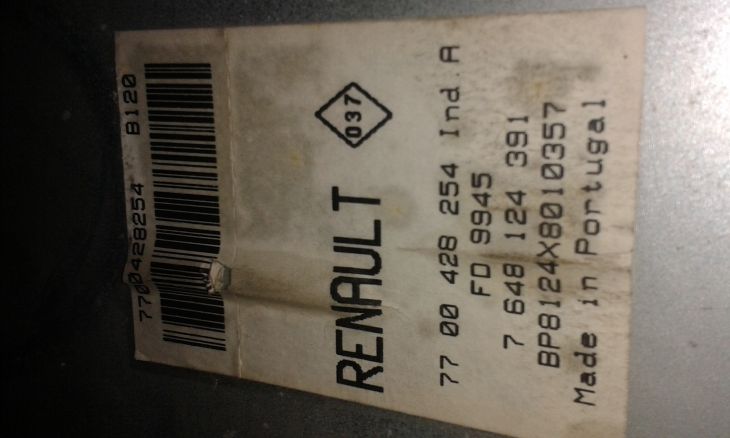 7700428254 B120
RENAULT 037
77 00 428 254 Ind.A
FD 9945
7 648 124 391
BP8124X8010357
Made in Portugal